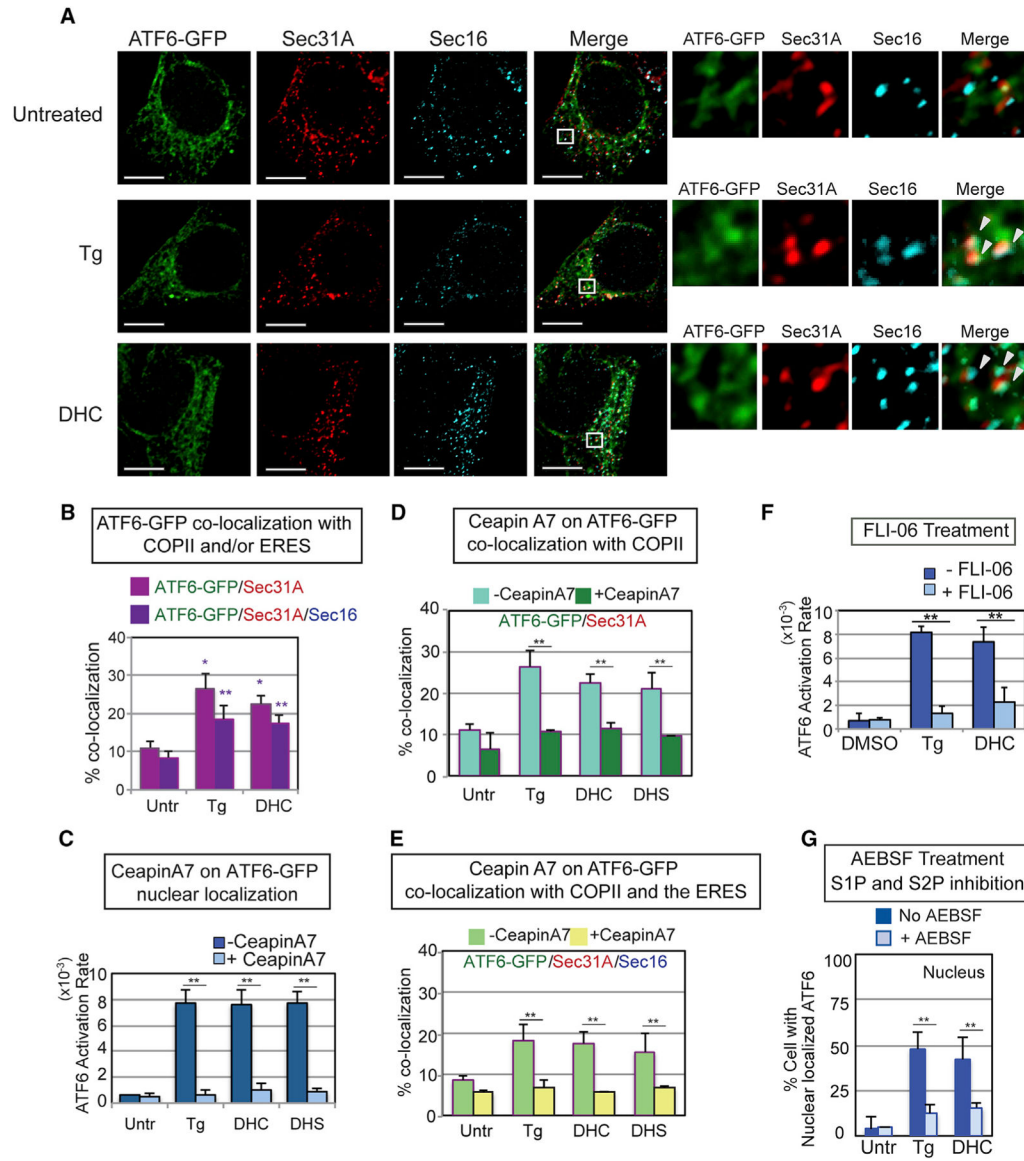 A
ATF6-GFP Sec31A Sec16 Merge
ATF6-GFP Sec31A Sec16 Merge
Untreated
ATF6-GFP Sec31A Sec16 Merge
Tg
ATF6-GFP Sec31A Sec16 Merge
DHC
B
ATF6-GFP co-localization with
COPII and/or ERES
ATF6-GFP/Sec31A
ATF6-GFP/Sec31A/Sec16
% co-localization
40
30
20
10
0
* ** * **
Untr Tg DHC
C
CeapinA7 on ATF6-GFP
nuclear localization
-CeapinA7
+ CeapinA7
(x10⁻³)
ATF6 Activation Rate
10
8
6
4
2
0
** ** **
Untr Tg DHC DHS
D
Ceapin A7 on ATF6-GFP
co-localization with COPII
-CeapinA7 +CeapinA7
ATF6-GFP/Sec31A
% co-localization
40
30
20
10
0
** ** **
Untr Tg DHC DHS
E
Ceapin A7 on ATF6-GFP
co-localization with COPII and the ERES
-CeapinA7 +CeapinA7
ATF6-GFP/Sec31A/Sec16
% co-localization
40
30
20
10
0
** ** **
Untr Tg DHC DHS
F
FLI-06 Treatment
- FLI-06
+ FLI-06
(x10⁻³)
ATF6 Activation Rate
10
8
6
4
2
0
** **
DMSO Tg DHC
G
AEBSF Treatment
S1P and S2P inhibition
No AEBSF
+ AEBSF
Nucleus
% Cell with
Nuclear localized ATF6
100
75
50
25
0
** **
Untr Tg DHC